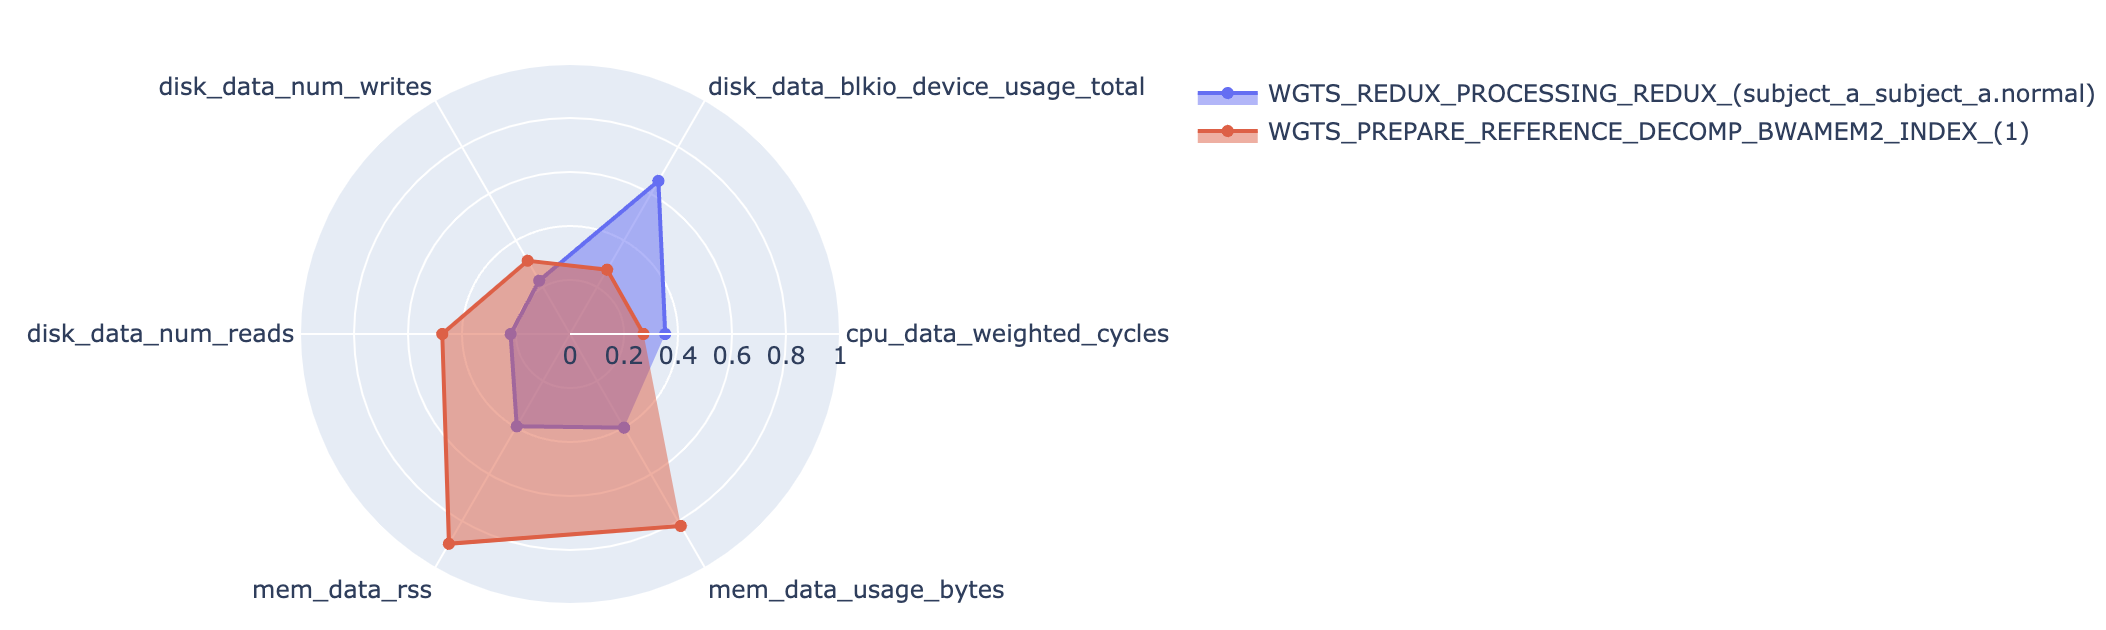 disk_data_num_writes
disk_data_blkio_device_usage_total
WGTS_REDUX_PROCESSING_REDUX_(subject_a_subject_a.normal)
WGTS_PREPARE_REFERENCE_DECOMP_BWAMEM2_INDEX_(1)
disk_data_num_reads
cpu_data_weighted_cycles
0 0.2 0.4 0.6 0.8 1
mem_data_rss
mem_data_usage_bytes